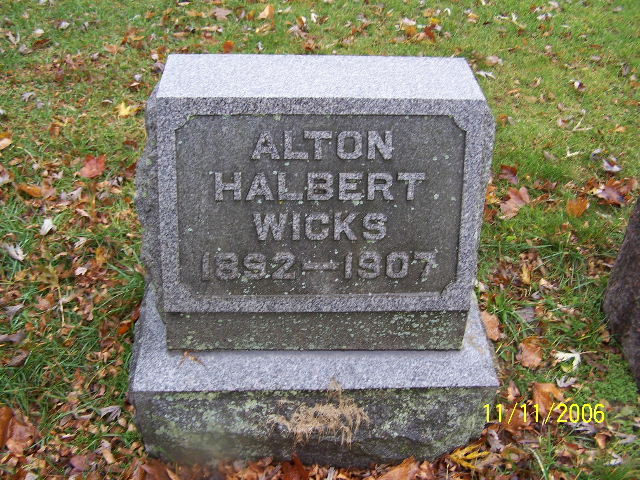 ALTON
HALBERT
WICKS
1892—1907
11/11/2006